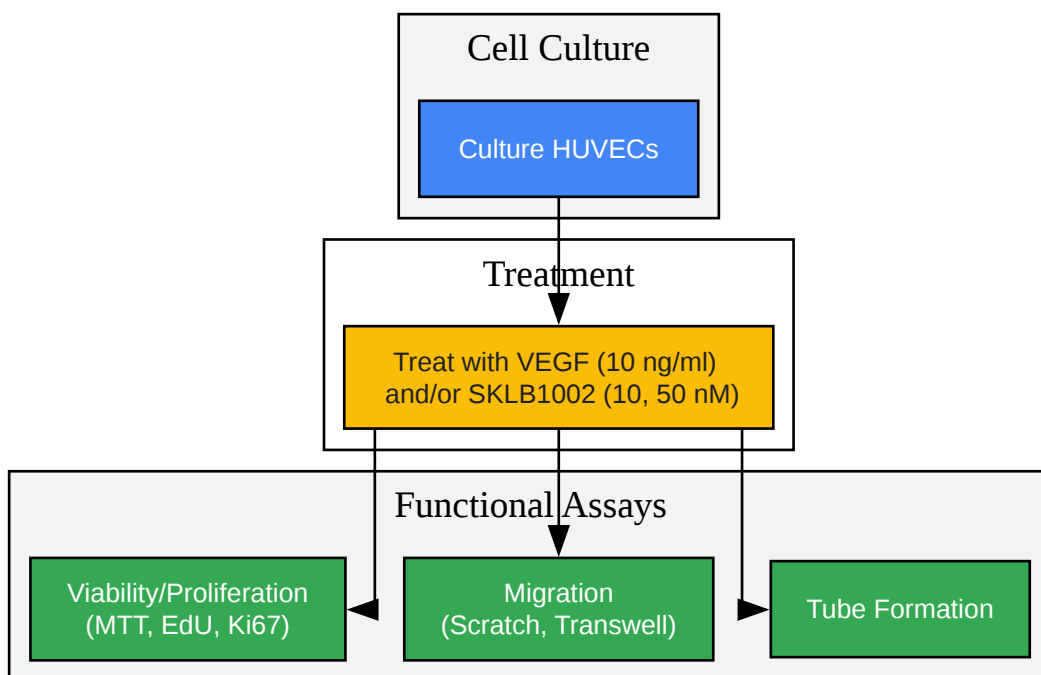 Cell Culture
Culture HUVECs
Treatment
Treat with VEGF (10 ng/ml)
and/or SKLB1002 (10, 50 nM)
Functional Assays
Viability/Proliferation
(MTT, EdU, Ki67)
Migration
(Scratch, Transwell)
Tube Formation